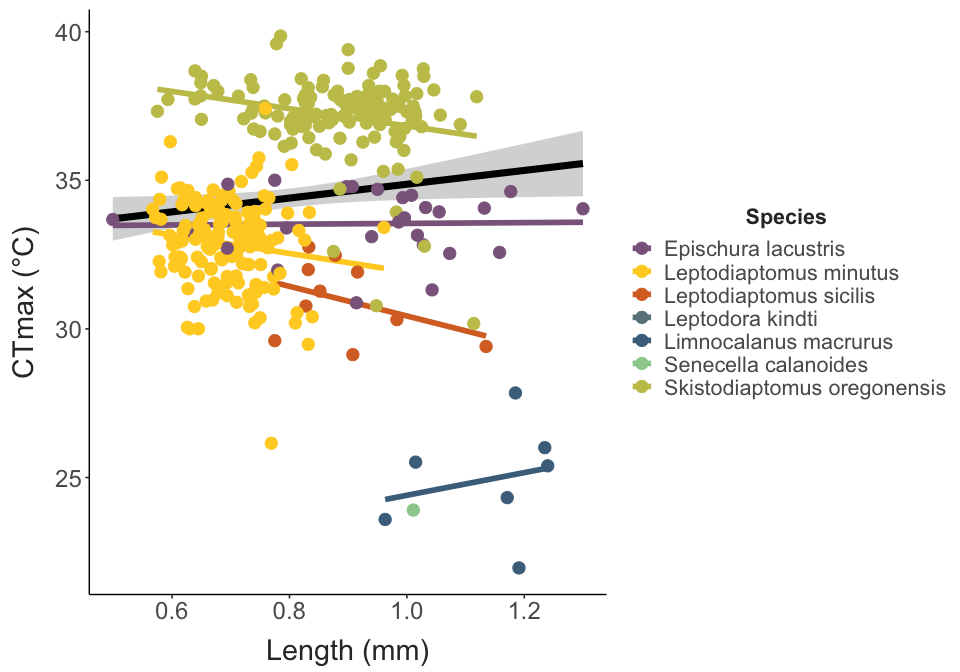 40
35
30
25
CTmax (°C)
0.6
0.8
1.0
1.2
Length (mm)
Species
Epischura lacustris
Leptodiaptomus minutus
Leptodiaptomus sicilis
Leptodora kindti
Limnocalanus macrurus
Senecella calanoides
Skistodiaptomus oregonensis